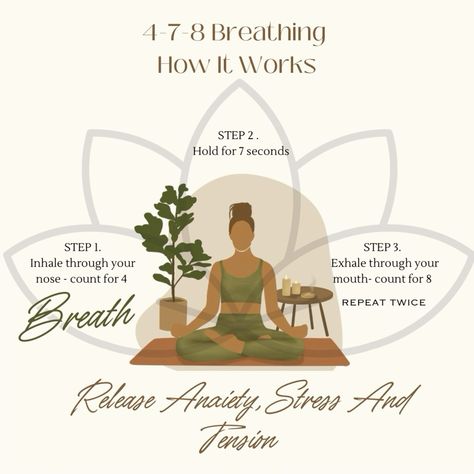 4-7-8 Breathing
How It Works
STEP 2 .
Hold for 7 seconds
STEP 1.
Inhale through your
nose - count for 4
STEP 3.
Exhale through your
mouth- count for 8
REPEAT TWICE
Breath
Release Anxiety, Stress And
Tension